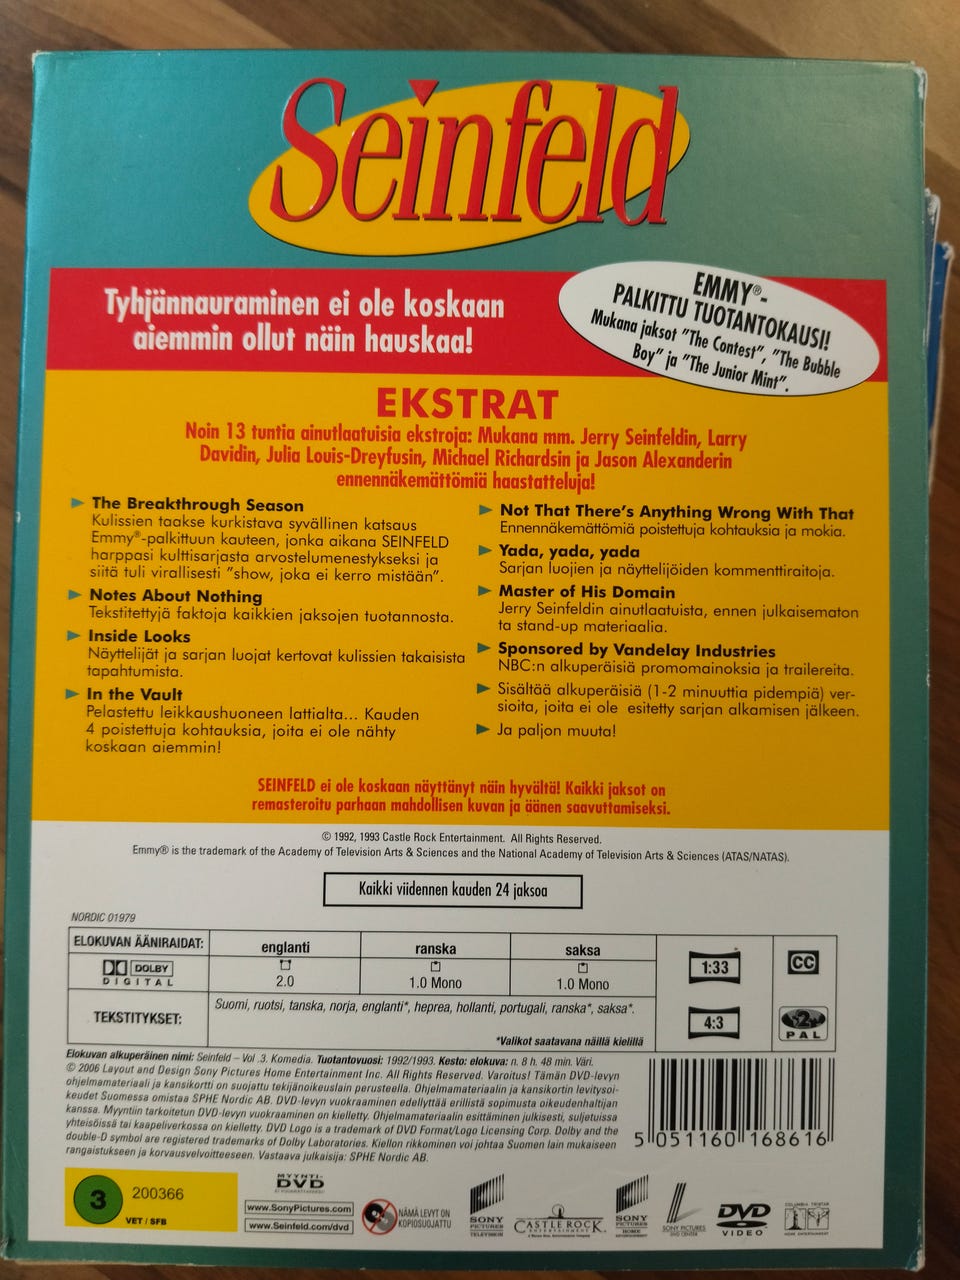 Seinfeld
Tyhjännauraminen ei ole koskaan
aiemmin ollut näin hauskaa!
EMMY®-
PALKITTU TUOTANTOKAUSI!
Mukana jaksot "The Contest", "The Bubble
Boy" ja "The Junior Mint".
EKSTRAT
Noin 13 tuntia ainutlaatuisia ekstroja: Mukana mm. Jerry Seinfeldin, Larry
Davidin, Julia Louis-Dreyfusin, Michael Richardsin ja Jason Alexanderin
ennennäkemättömiä haastatteluja!
The Breakthrough Season
Kulissien taakse kurkistava syvällinen katsaus
Emmy®-palkittuun kauteen, jonka aikana SEINFELD
harppasi kulttisarjasta arvostelumenestykseksi ja
siitä tuli virallisesti "show, joka ei kerro mistään".
Notes About Nothing
Tekstitettyjä faktoja kaikkien jaksojen tuotannosta.
Inside Looks
Näyttelijät ja sarjan luojat kertovat kulissien takaisista
tapahtumista.
In the Vault
Pelastettu leikkaushuoneen lattialta... Kauden
4 poistettuja kohtauksia, joita ei ole nähty
koskaan aiemmin!
Not That There's Anything Wrong With That
Ennennäkemättömiä poistettuja kohtauksia ja mokia.
Yada, yada, yada
Sarjan luojien ja näyttelijöiden kommenttiraitoja.
Master of His Domain
Jerry Seinfeldin ainutlaatuista, ennen julkaisematon
ta stand-up materiaalia.
Sponsored by Vandelay Industries
NBC:n alkuperäisiä promomainoksia ja trailereita.
Sisältää alkuperäisiä (1-2 minuuttia pidempiä) ver-
sioita, joita ei ole esitetty sarjan alkamisen jälkeen.
Ja paljon muuta!
SEINFELD ei ole koskaan näyttänyt näin hyvältä! Kaikki jaksot on
remasteroitu parhaan mahdollisen kuvan ja äänen saavuttamiseksi.
© 1992, 1993 Castle Rock Entertainment. All Rights Reserved.
Emmy® is the trademark of the Academy of Television Arts & Sciences and the National Academy of Television Arts & Sciences (ATAS/NATAS).
Kaikki viidennen kauden 24 jaksoa
NORDIC 01979
ELOKUVAN ÄÄNIRAIDAT: englanti ranska saksa
DOLBY
DIGITAL 2.0 1.0 Mono 1.0 Mono
1:33 CC
TEKSTITYKSET: Suomi, ruotsi, tanska, norja, englanti*, heprea, hollanti, portugali, ranska*, saksa*.
*Valikot saatavana näillä kielillä
4:3 2 PAL
Elokuvan alkuperäinen nimi: Seinfeld – Vol .3. Komedia. Tuotantovuosi: 1992/1993. Kesto: elokuva: n. 8 h. 48 min. Väri.
© 2006 Layout and Design Sony Pictures Home Entertainment Inc. All Rights Reserved. Varoitus! Tämän DVD-levyn
ohjelmamateriaali ja kansikortti on suojattu tekijänoikeuslain perusteella. Ohjelmamateriaalin ja kansikortin levitysoi-
keudet Suomessa omistaa SPHE Nordic AB. DVD-levyn vuokraaminen edellyttää erillistä sopimusta oikeudenhaltijan
kanssa. Myyntiin tarkoitetun DVD-levyn vuokraaminen on kielletty. Ohjelmamateriaalin esittäminen julkisesti, suljetuissa
yhteisöissä tai kaapeliverkossa on kielletty. DVD Logo is a trademark of DVD Format/Logo Licensing Corp. Dolby and the
double-D symbol are registered trademarks of Dolby Laboratories. Kiellon rikkominen voi johtaa Suomen lain mukaiseen
rangaistukseen ja korvausvelvoitteeseen. Vastaava julkaisija: SPHE Nordic AB.
5 051160 168616
3 200366
VET / SFB
MYYNTI-
DVD
www.SonyPictures.com
www.Seinfeld.com/dvd
NÄMÄ LEVYT ON
KOPIOSUOJATTU
SONY
PICTURES
TELEVISION
CASTLE ROCK
ENTERTAINMENT
SONY
PICTURES
HOME
ENTERTAINMENT
SONY PICTURES
DVD CENTER
DVD
VIDEO
COLUMBIA TRISTAR
HOME ENTERTAINMENT